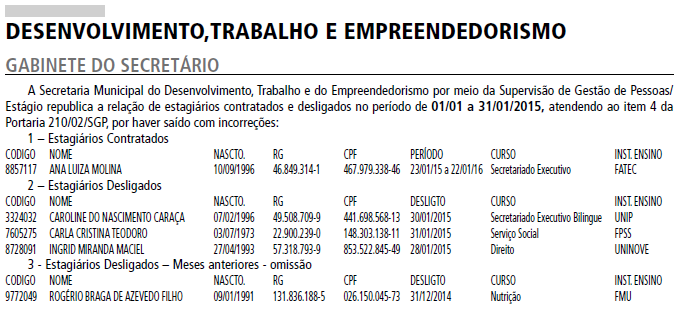 DESENVOLVIMENTO,TRABALHO E EMPREENDEDORISMO
GABINETE DO SECRETÁRIO
A Secretaria Municipal do Desenvolvimento, Trabalho e do Empreendedorismo por meio da Supervisão de Gestão de Pessoas/
Estágio republica a relação de estagiários contratados e desligados no período de 01/01 a 31/01/2015, atendendo ao item 4 da
Portaria 210/02/SGP, por haver saído com incorreções:
1 – Estagiários Contratados
CODIGO NOME NASCTO. RG CPF PERÍODO CURSO INST. ENSINO
8857117 ANA LUIZA MOLINA 10/09/1996 46.849.314-1 467.979.338-46 23/01/15 a 22/01/16 Secretariado Executivo FATEC
2 – Estagiários Desligados
CODIGO NOME NASCTO. RG CPF DESLIGTO CURSO INST. ENSINO
3324032 CAROLINE DO NASCIMENTO CARAÇA 07/02/1996 49.508.709-9 441.698.568-13 30/01/2015 Secretariado Executivo Bilingue UNIP
7605275 CARLA CRISTINA TEODORO 03/07/1973 22.900.239-0 148.303.138-11 31/01/2015 Serviço Social FPSS
8728091 INGRID MIRANDA MACIEL 27/04/1993 57.318.793-9 853.522.845-49 28/01/2015 Direito UNINOVE
3 - Estagiários Desligados – Meses anteriores - omissão
CODIGO NOME NASCTO. RG CPF DESLIGTO CURSO INST. ENSINO
9772049 ROGÉRIO BRAGA DE AZEVEDO FILHO 09/01/1991 131.836.188-5 026.150.045-73 31/12/2014 Nutrição FMU